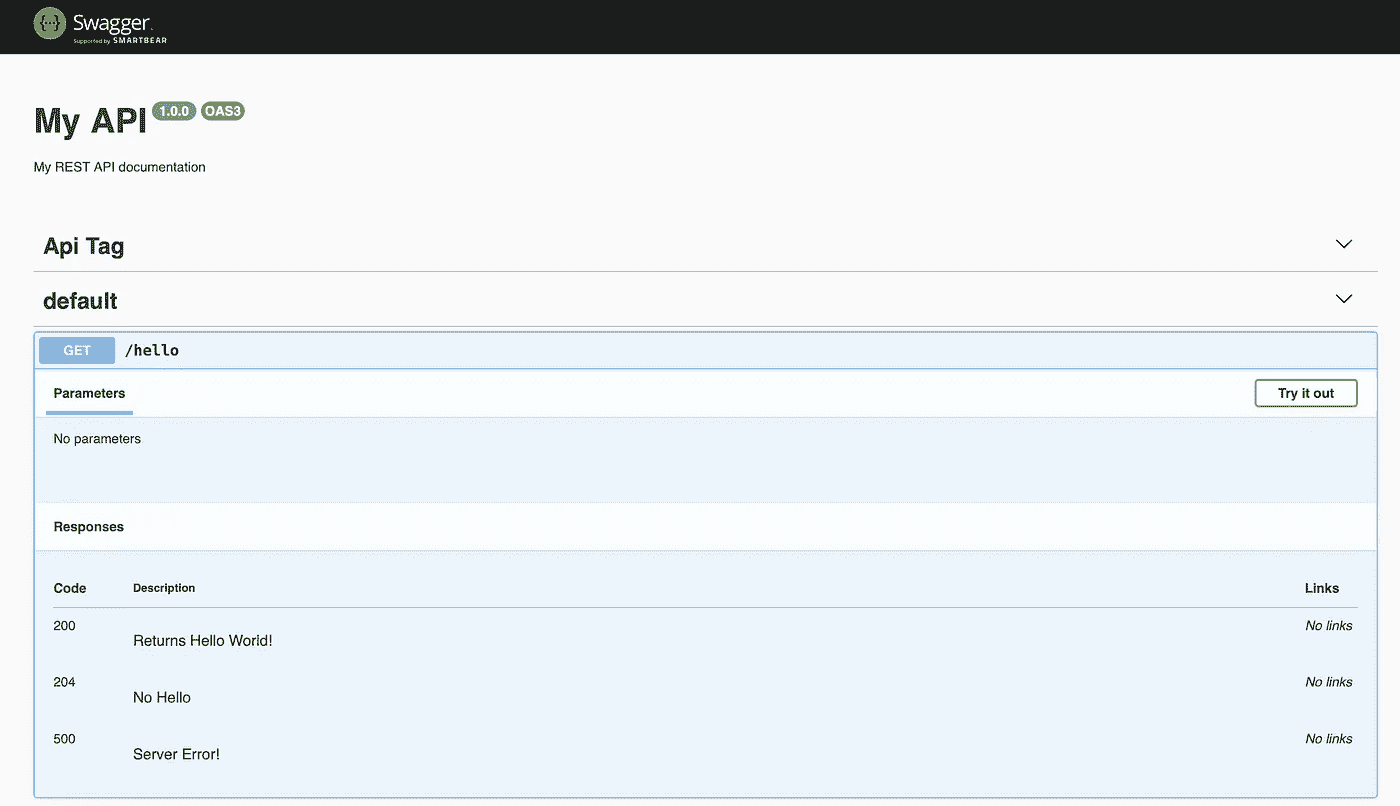 {···} Swagger.
Supported by SMARTBEAR
My API 1.0.0 OAS3
My REST API documentation
Api Tag
default
GET /hello
Parameters Try it out
No parameters
Responses
Code Description Links
200 No links
Returns Hello World!
204 No links
No Hello
500 No links
Server Error!